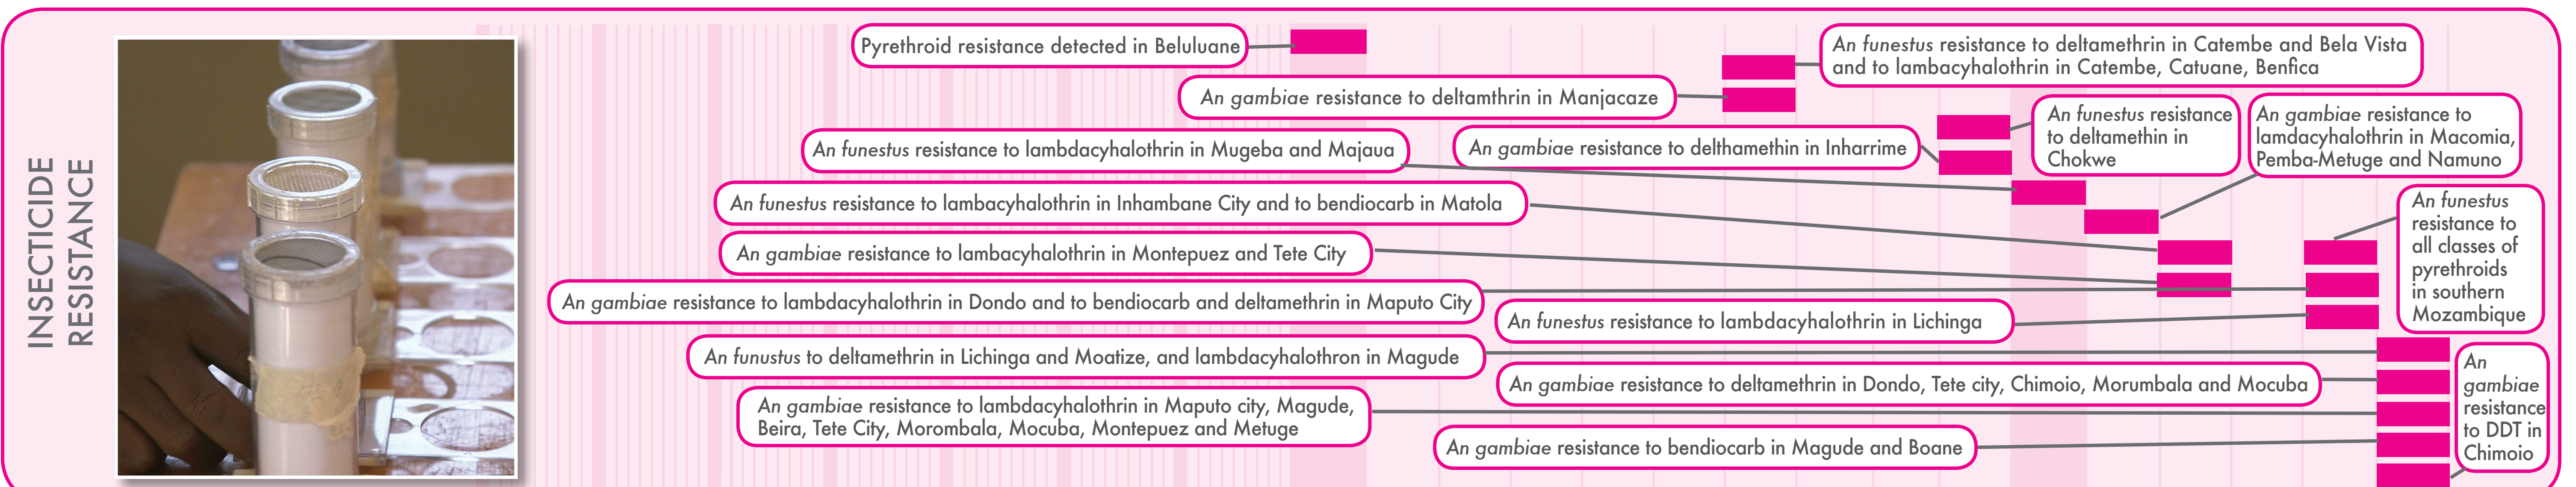 INSECTICIDE
RESISTANCE
Pyrethroid resistance detected in Beluluane
An funestus resistance to deltamethrin in Catembe and Bela Vista
and to lambacyhalothrin in Catembe, Catuane, Benfica
An gambiae resistance to deltamthrin in Manjacaze
An funestus resistance
to deltamethin in
Chokwe
An gambiae resistance to
lamdacyhalothrin in Macomia,
Pemba-Metuge and Namuno
An funestus resistance to lambdacyhalothrin in Mugeba and Majaua
An gambiae resistance to delthamethin in Inharrime
An funestus resistance to lambacyhalothrin in Inhambane City and to bendiocarb in Matola
An funestus
resistance to
all classes of
pyrethroids
in southern
Mozambique
An gambiae resistance to lambacyhalothrin in Montepuez and Tete City
An gambiae resistance to lambdacyhalothrin in Dondo and to bendiocarb and deltamethrin in Maputo City
An funestus resistance to lambdacyhalothrin in Lichinga
An funustus to deltamethrin in Lichinga and Moatize, and lambdacyhalothron in Magude
An gambiae resistance to deltamethrin in Dondo, Tete city, Chimoio, Morumbala and Mocuba
An
gambiae
resistance
to DDT in
Chimoio
An gambiae resistance to lambdacyhalothrin in Maputo city, Magude,
Beira, Tete City, Morombala, Mocuba, Montepuez and Metuge
An gambiae resistance to bendiocarb in Magude and Boane